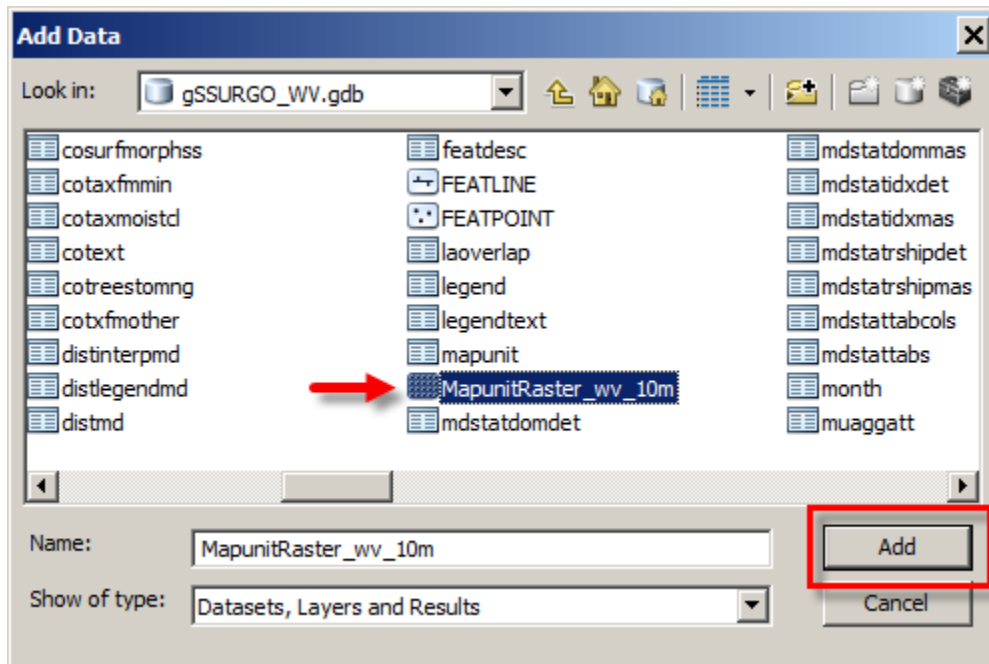 Add Data
Look in:
gSSURGO_WV.gdb
cosurfmorphss
cotaxfmmin
cotaxmoistcl
cotext
cotreestomng
cotxfmother
distinterpmd
distlegendmd
distmd
featdesc
FEATLINE
FEATPOINT
laoverlap
legend
legendtext
mapunit
MapunitRaster_wv_10m
mdstatdomdet
mdstatdommas
mdstatidxdet
mdstatidxmas
mdstatrshipdet
mdstatrshipmas
mdstattabcols
mdstattabs
month
muaggatt
Name:
MapunitRaster_wv_10m
Add
Show of type:
Datasets, Layers and Results
Cancel